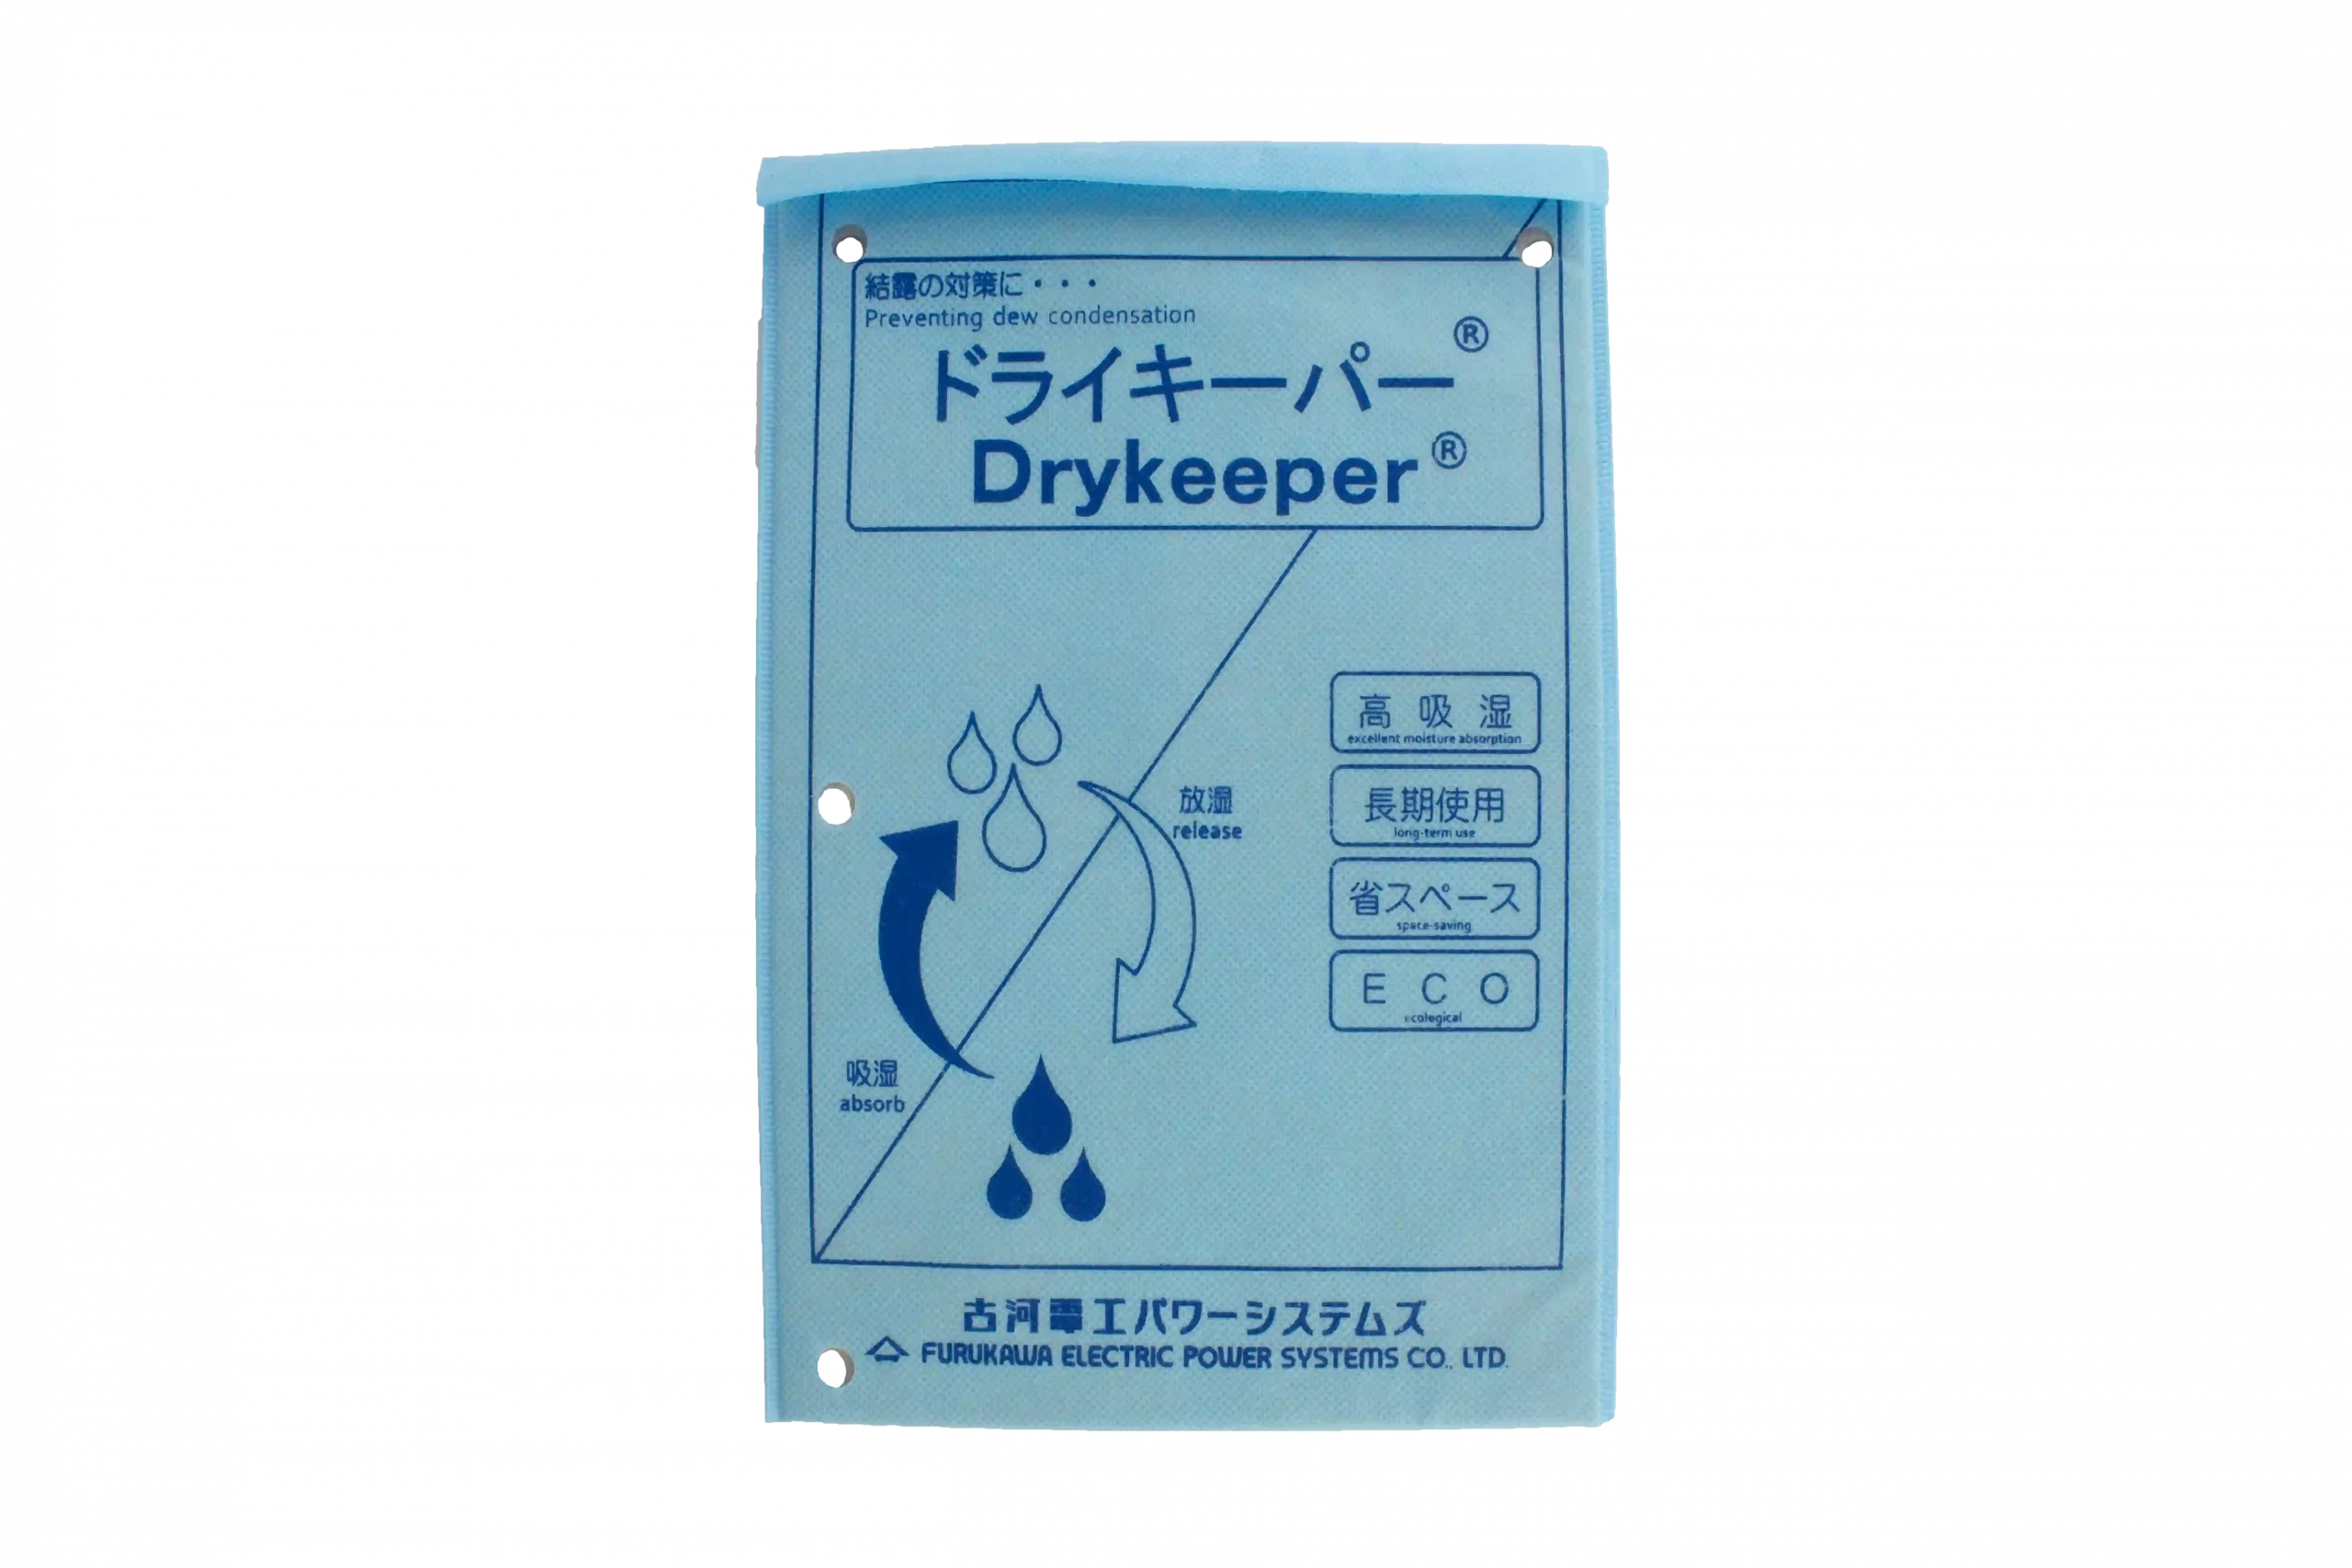 結露の対策に・・・
Preventing dew condensation
ドライキーパー®
Drykeeper®
高吸湿
excellent moisture absorption
放湿
release
長期使用
long-term use
省スペース
space-saving
ECO
ecological
吸湿
absorb
古河電工パワーシステムズ
FURUKAWA ELECTRIC POWER SYSTEMS CO., LTD.